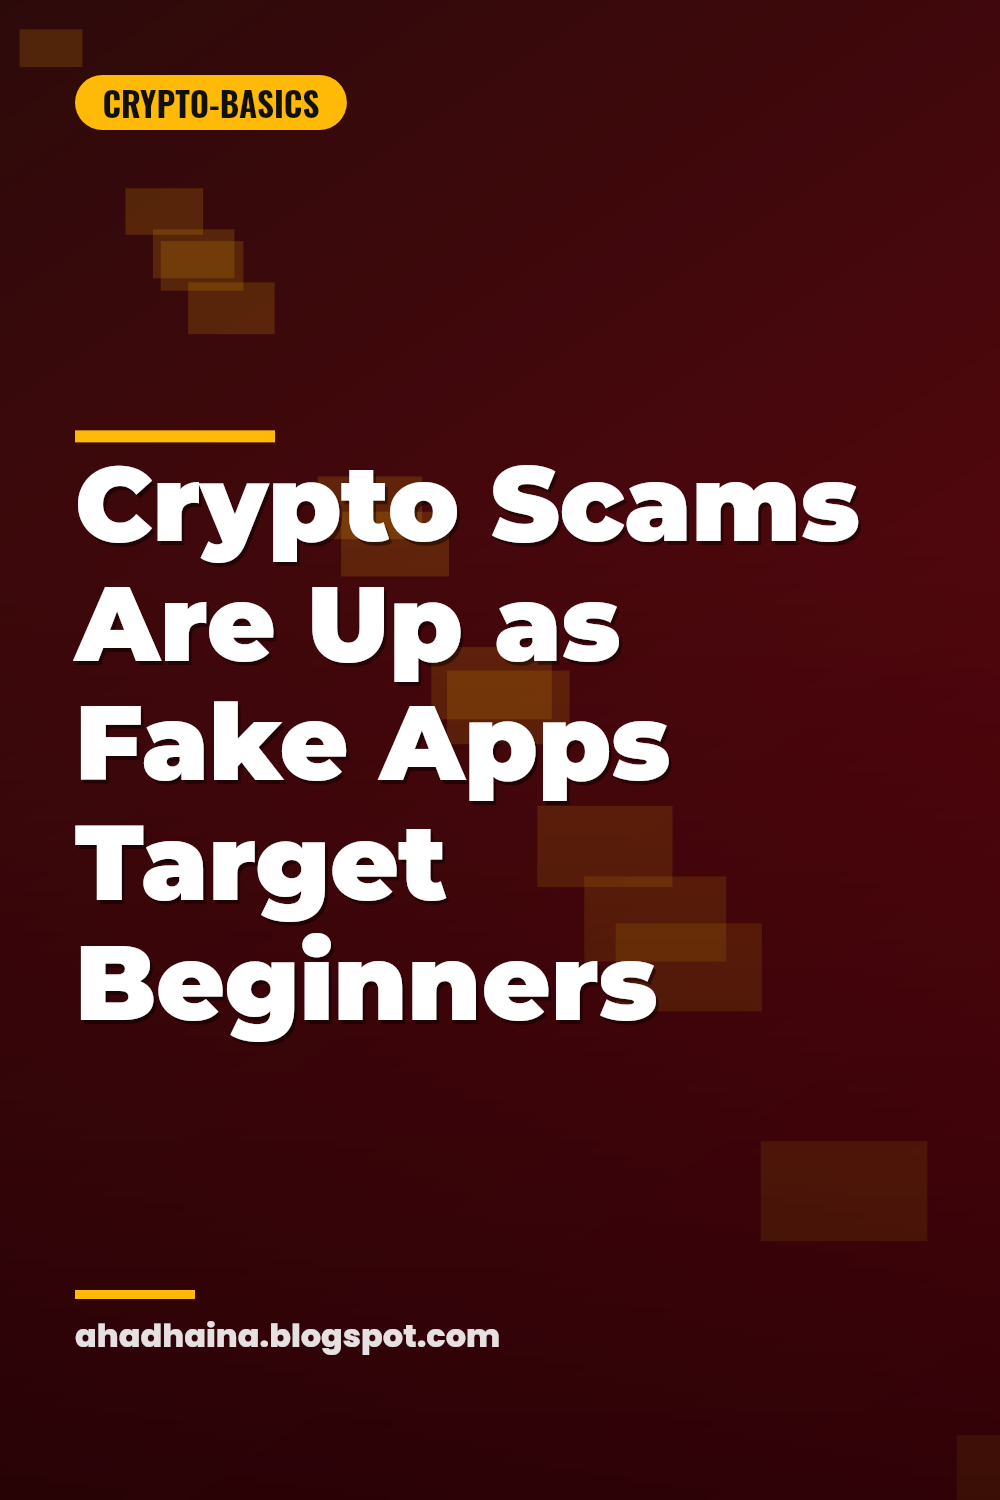 CRYPTO-BASICS
Crypto Scams
Are Up as
Fake Apps
Target
Beginners
ahadhaina.blogspot.com